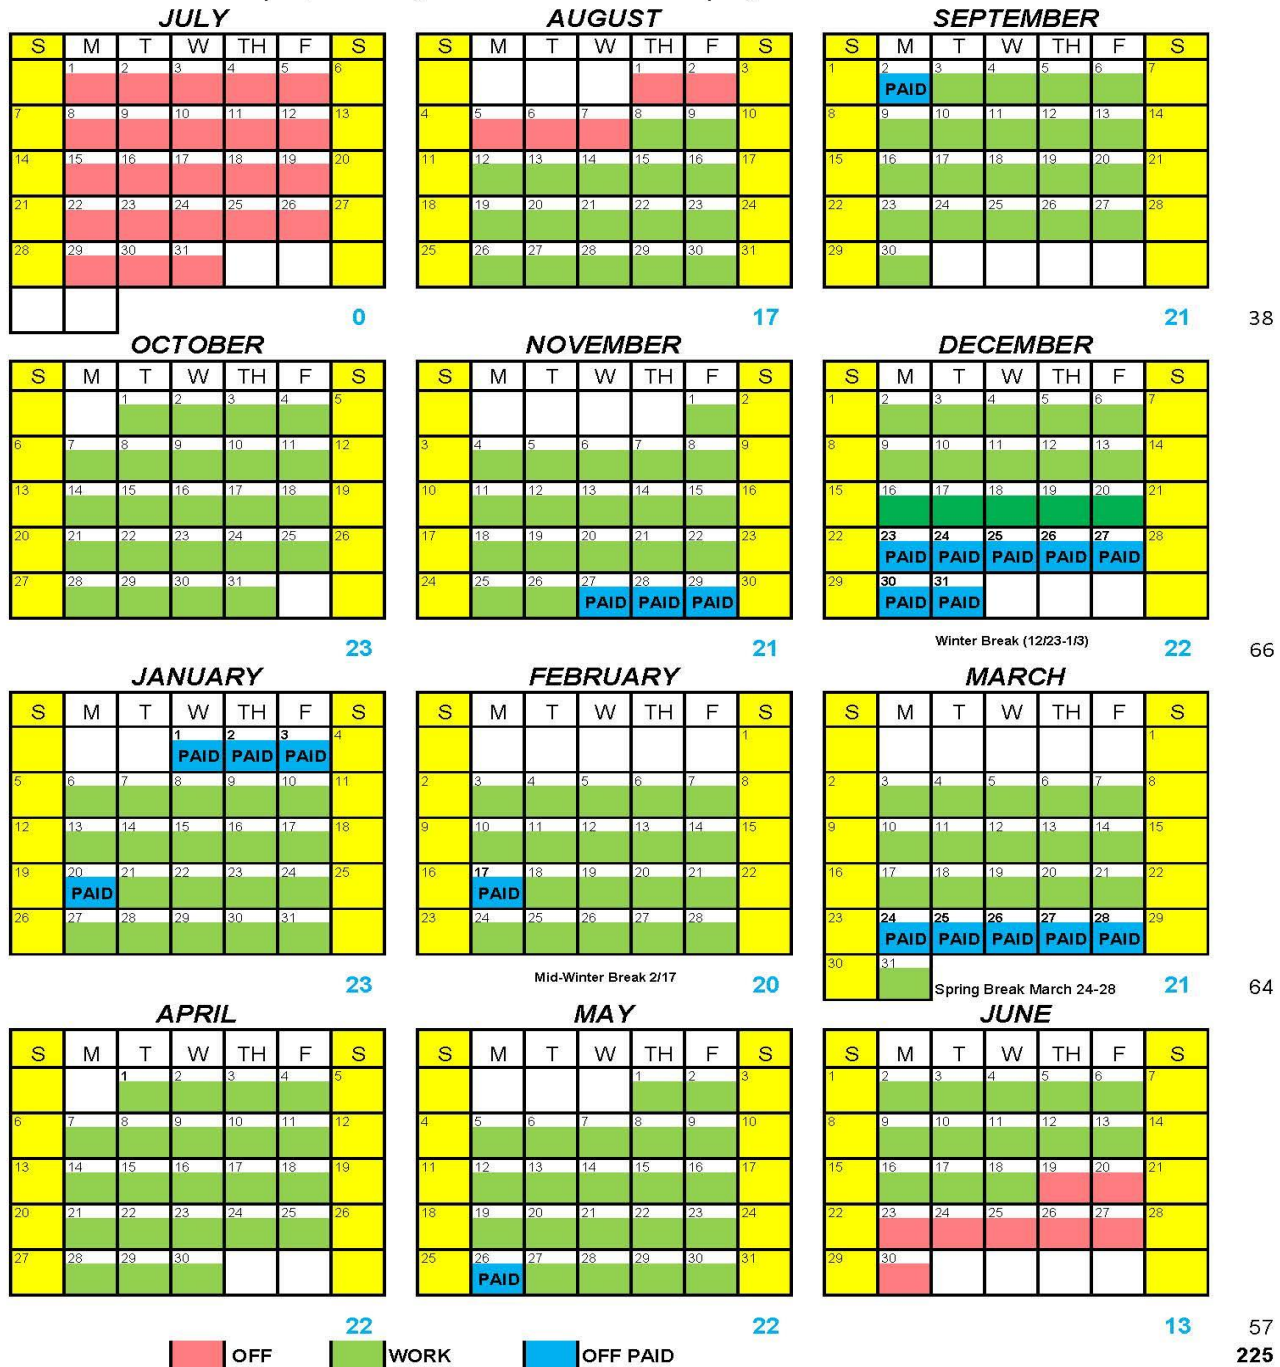 JULY AUGUST SEPTEMBER
S M T W TH F S S M T W TH F S S M T W TH F S
1 2 3 4 5 6 1 2 3 1 2 3 4 5 6 7
PAID
7 8 9 10 11 12 13 4 5 6 7 8 9 10 8 9 10 11 12 13 14
14 15 16 17 18 19 20 11 12 13 14 15 16 17 15 16 17 18 19 20 21
21 22 23 24 25 26 27 18 19 20 21 22 23 24 22 23 24 25 26 27 28
28 29 30 31 25 26 27 28 29 30 31 29 30
0 17 21 38
OCTOBER NOVEMBER DECEMBER
S M T W TH F S S M T W TH F S S M T W TH F S
1 2 3 4 5 1 2 1 2 3 4 5 6 7
6 7 8 9 10 11 12 3 4 5 6 7 8 9 8 9 10 11 12 13 14
13 14 15 16 17 18 19 10 11 12 13 14 15 16 15 16 17 18 19 20 21
20 21 22 23 24 25 26 17 18 19 20 21 22 23 22 23 24 25 26 27 28
PAID PAID PAID PAID PAID
27 28 29 30 31 24 25 26 27 28 29 30 29 30 31
PAID PAID PAID PAID PAID
Winter Break (12/23-1/3)
23 21 22 66
JANUARY FEBRUARY MARCH
S M T W TH F S S M T W TH F S S M T W TH F S
1 2 3 4 1 1
PAID PAID PAID
5 6 7 8 9 10 11 2 3 4 5 6 7 8 2 3 4 5 6 7 8
12 13 14 15 16 17 18 9 10 11 12 13 14 15 9 10 11 12 13 14 15
19 20 21 22 23 24 25 16 17 18 19 20 21 22 16 17 18 19 20 21 22
PAID PAID
26 27 28 29 30 31 23 24 25 26 27 28 23 24 25 26 27 28 29
PAID PAID PAID PAID PAID
30 31
Mid-Winter Break 2/17
23 20 Spring Break March 24-28 21 64
APRIL MAY JUNE
S M T W TH F S S M T W TH F S S M T W TH F S
1 2 3 4 5 1 2 3 1 2 3 4 5 6 7
6 7 8 9 10 11 12 4 5 6 7 8 9 10 8 9 10 11 12 13 14
13 14 15 16 17 18 19 11 12 13 14 15 16 17 15 16 17 18 19 20 21
20 21 22 23 24 25 26 18 19 20 21 22 23 24 22 23 24 25 26 27 28
27 28 29 30 25 26 27 28 29 30 31 29 30
PAID
22 22 13 57
OFF WORK OFF PAID 225